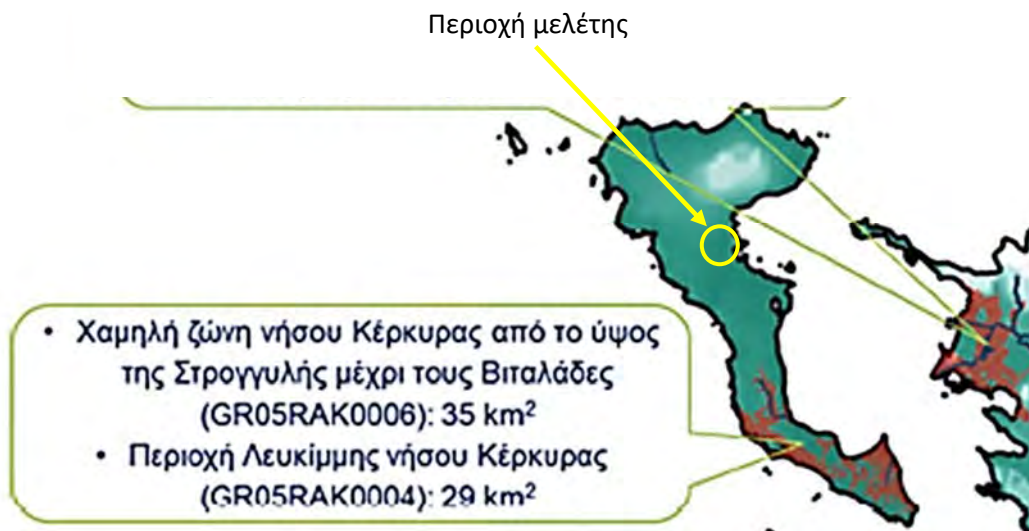 Περιοχή μελέτης
• Χαμηλή ζώνη νήσου Κέρκυρας από το ύψος
της Στρογγυλής μέχρι τους Βιταλάδες
(GR05RAK0006): 35 km²
• Περιοχή Λευκίμμης νήσου Κέρκυρας
(GR05RAK0004): 29 km²